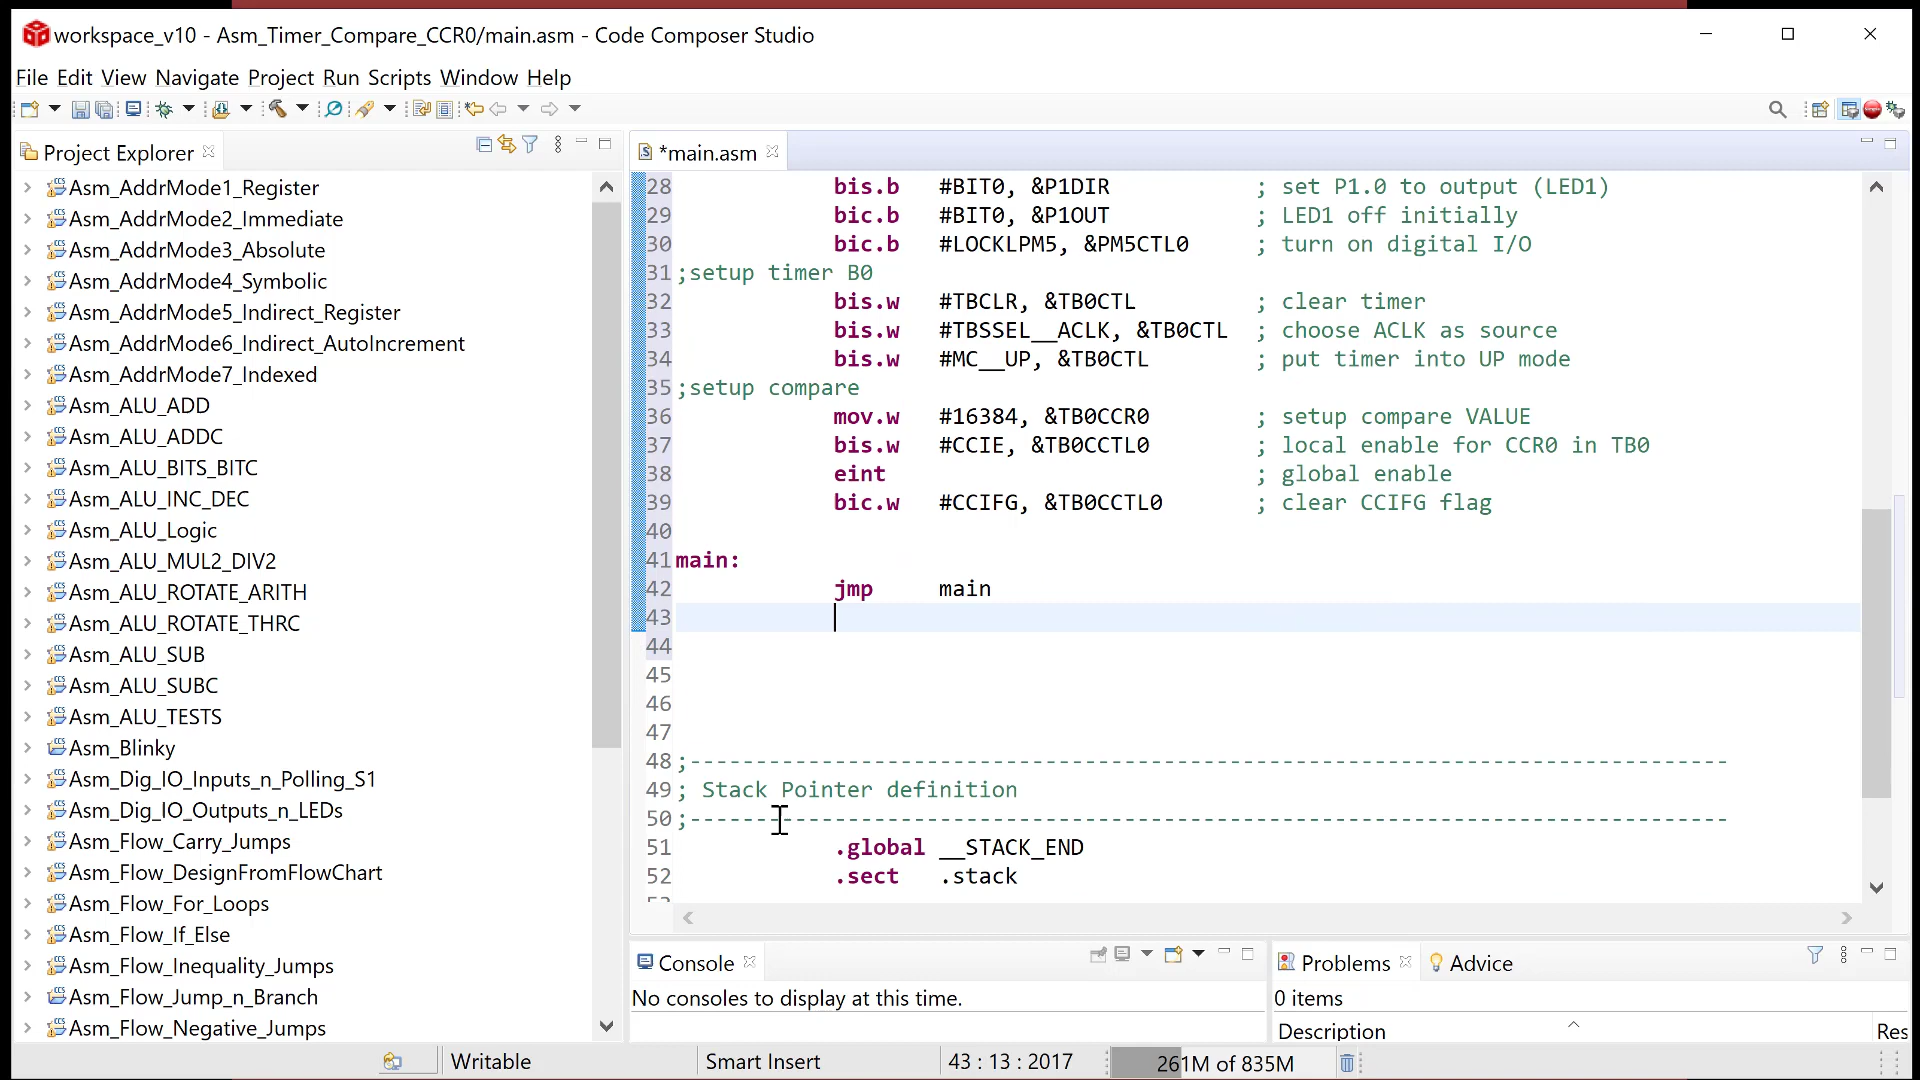 workspace_v10 - Asm_Timer_Compare_CCR0/main.asm - Code Composer Studio
File Edit View Navigate Project Run Scripts Window Help
Project Explorer
Asm_AddrMode1_Register
Asm_AddrMode2_Immediate
Asm_AddrMode3_Absolute
Asm_AddrMode4_Symbolic
Asm_AddrMode5_Indirect_Register
Asm_AddrMode6_Indirect_AutoIncrement
Asm_AddrMode7_Indexed
Asm_ALU_ADD
Asm_ALU_ADDC
Asm_ALU_BITS_BITC
Asm_ALU_INC_DEC
Asm_ALU_Logic
Asm_ALU_MUL2_DIV2
Asm_ALU_ROTATE_ARITH
Asm_ALU_ROTATE_THRC
Asm_ALU_SUB
Asm_ALU_SUBC
Asm_ALU_TESTS
Asm_Blinky
Asm_Dig_IO_Inputs_n_Polling_S1
Asm_Dig_IO_Outputs_n_LEDs
Asm_Flow_Carry_Jumps
Asm_Flow_DesignFromFlowChart
Asm_Flow_For_Loops
Asm_Flow_If_Else
Asm_Flow_Inequality_Jumps
Asm_Flow_Jump_n_Branch
Asm_Flow_Negative_Jumps
*main.asm
28 bis.b #BIT0, &P1DIR ; set P1.0 to output (LED1)
29 bic.b #BIT0, &P1OUT ; LED1 off initially
30 bic.b #LOCKLPM5, &PM5CTL0 ; turn on digital I/O
31 ;setup timer B0
32 bis.w #TBCLR, &TB0CTL ; clear timer
33 bis.w #TBSSEL__ACLK, &TB0CTL ; choose ACLK as source
34 bis.w #MC__UP, &TB0CTL ; put timer into UP mode
35 ;setup compare
36 mov.w #16384, &TB0CCR0 ; setup compare VALUE
37 bis.w #CCIE, &TB0CCTL0 ; local enable for CCR0 in TB0
38 eint ; global enable
39 bic.w #CCIFG, &TB0CCTL0 ; clear CCIFG flag
40
41 main:
42 jmp main
43
44
45
46
47
48 ;-------------------------------------------------------------------------------
49 ; Stack Pointer definition
50 ;-------------------------------------------------------------------------------
51 .global __STACK_END
52 .sect .stack
53
Console
No consoles to display at this time.
Problems Advice
0 items
Description Res
Writable Smart Insert 43 : 13 : 2017 261M of 835M